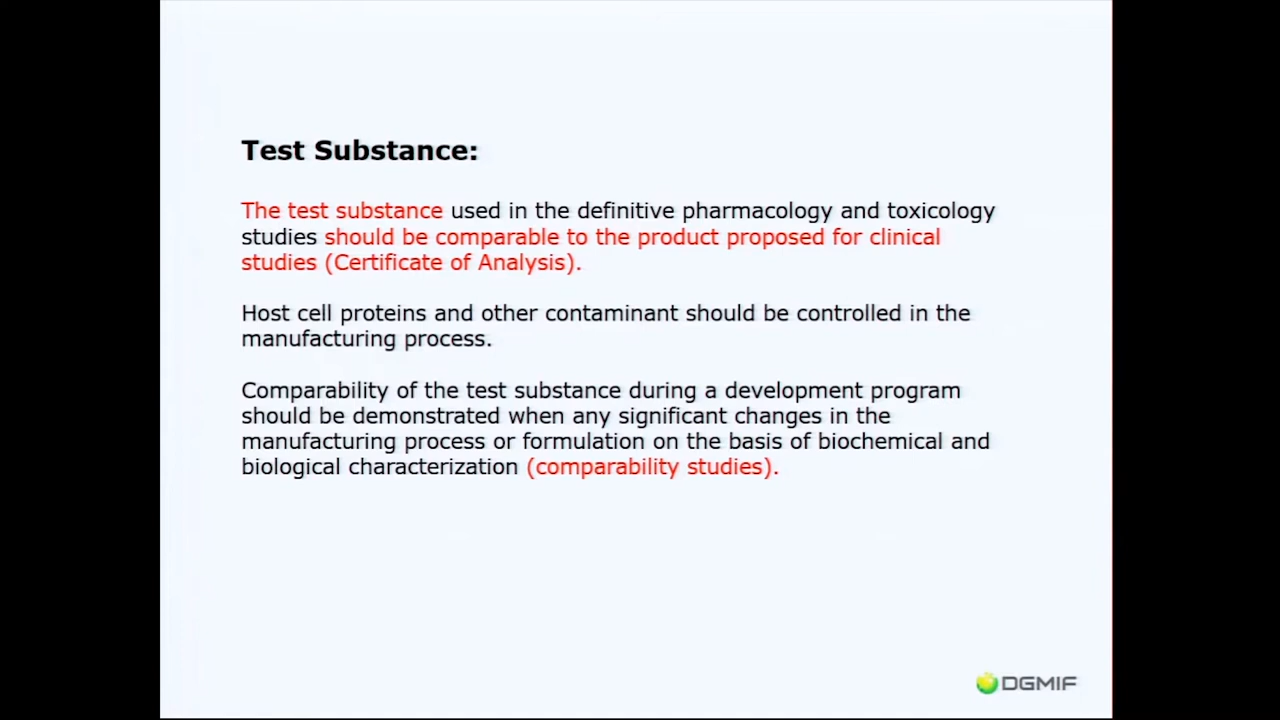 Test Substance:
The test substance used in the definitive pharmacology and toxicology
studies should be comparable to the product proposed for clinical
studies (Certificate of Analysis).
Host cell proteins and other contaminant should be controlled in the
manufacturing process.
Comparability of the test substance during a development program
should be demonstrated when any significant changes in the
manufacturing process or formulation on the basis of biochemical and
biological characterization (comparability studies).
DGMIF